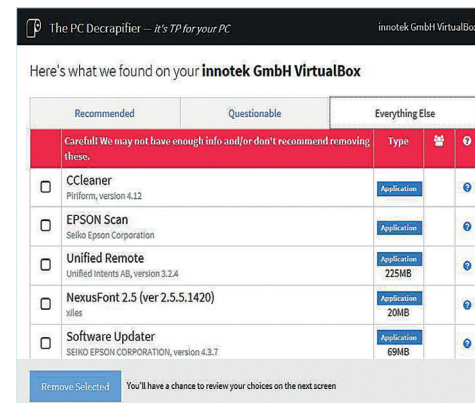 The PC Decrapifier — it's TP for your PC
innotek GmbH VirtualBox
Here's what we found on your innotek GmbH VirtualBox
Recommended
Questionable
Everything Else
Careful! We may not have enough info and/or don't recommend removing
these.
Type
CCleaner
Piriform, version 4.12
Application
EPSON Scan
Seiko Epson Corporation
Application
Unified Remote
Unified Intents AB, version 3.2.4
Application
225MB
NexusFont 2.5 (ver 2.5.5.1420)
xiles
Application
20MB
Software Updater
SEIKO EPSON CORPORATION, version 4.3.7
Application
69MB
Remove Selected
You'll have a chance to review your choices on the next screen